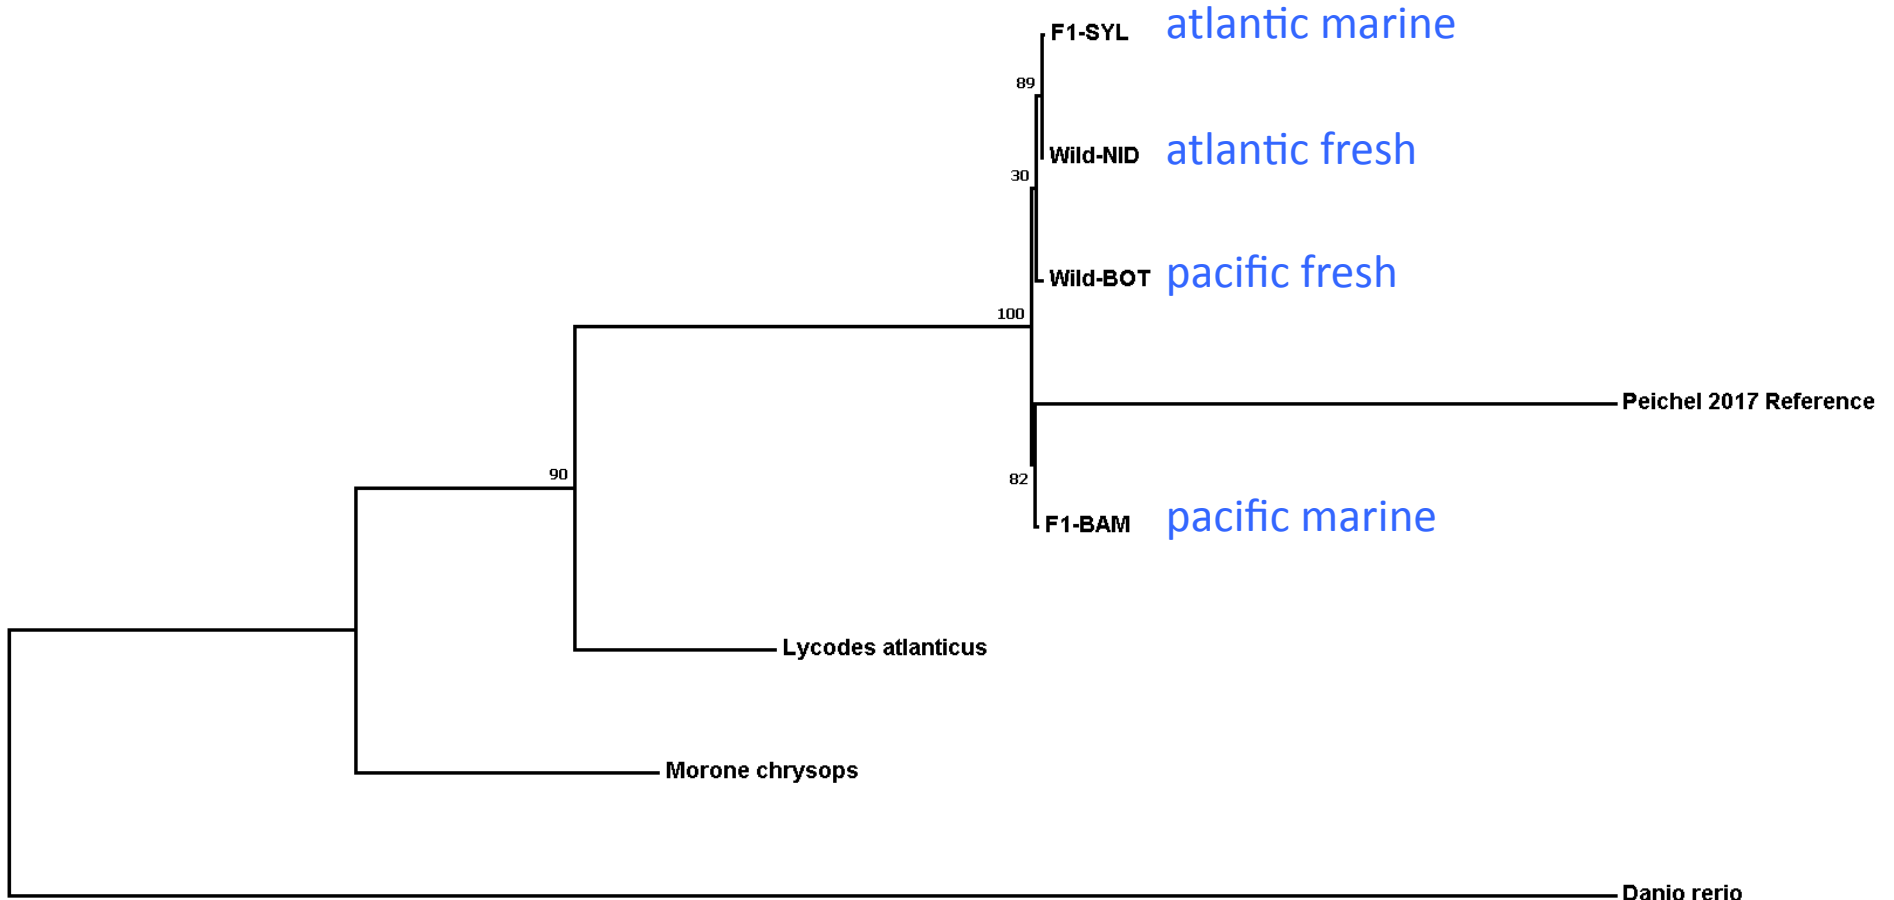 F1-SYL atlantic marine
89
Wild-NID atlantic fresh
30
Wild-BOT pacific fresh
100
Peichel 2017 Reference
90
82
F1-BAM pacific marine
Lycodes atlanticus
Morone chrysops
Danio rerio